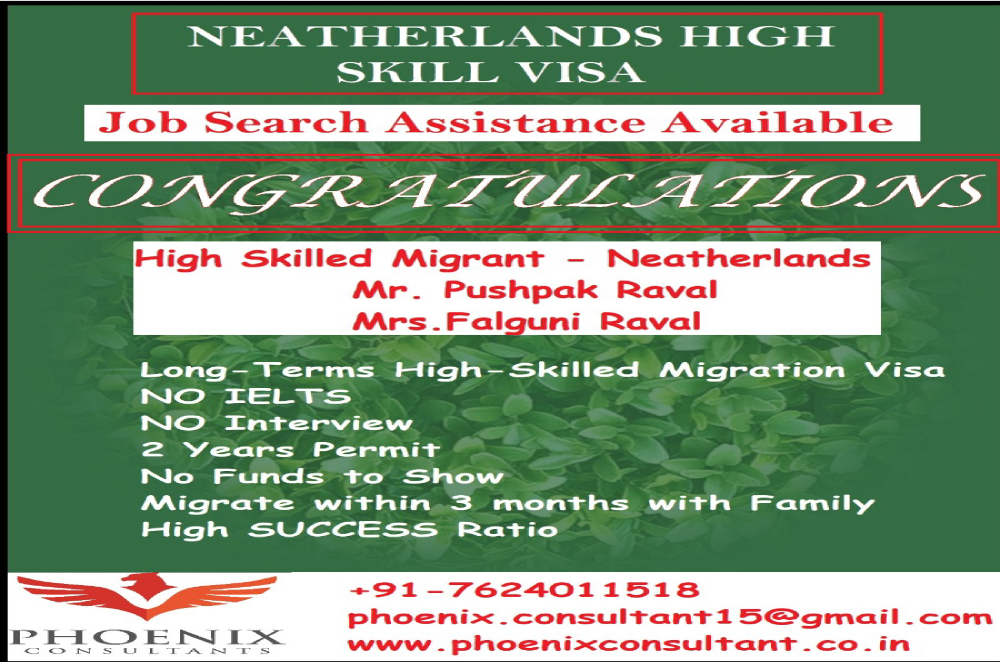 NEATHERLANDS HIGH
SKILL VISA
Job Search Assistance Available
CONGRATULATIONS
High Skilled Migrant - Neatherlands
Mr. Pushpak Raval
Mrs.Falguni Raval
Long-Terms High-Skilled Migration Visa
NO IELTS
NO Interview
2 Years Permit
No Funds to Show
Migrate within 3 months with Family
High SUCCESS Ratio
+91-7624011518
phoenix.consultant15@gmail.com
www.phoenixconsultant.co.in
PHOENIX
CONSULTANTS